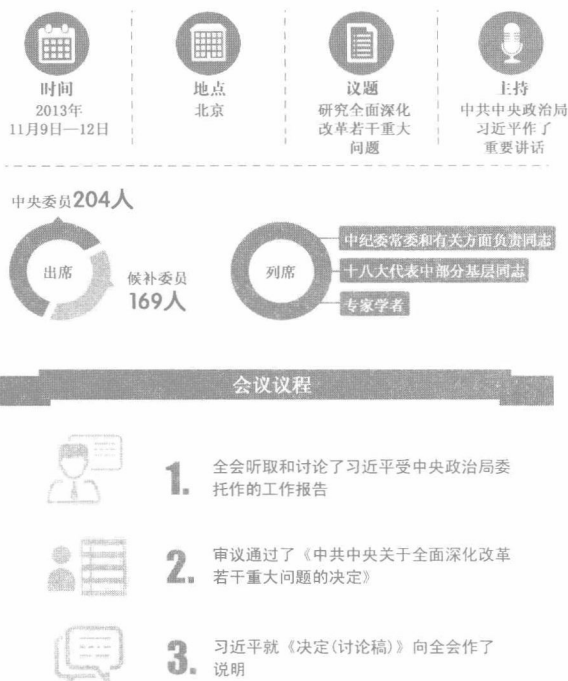 时间
2013年
11月9日—12日
地点
北京
议题
研究全面深化
改革若干重大
问题
主持
中共中央政治局
习近平作了
重要讲话
中央委员204人
出席
候补委员
169人
列席
中纪委常委和有关方面负责同志
十八大代表中部分基层同志
专家学者
会议议程
1. 全会听取和讨论了习近平受中央政治局委
托作的工作报告
2. 审议通过了《中共中央关于全面深化改革
若干重大问题的决定》
3. 习近平就《决定(讨论稿)》向全会作了
说明